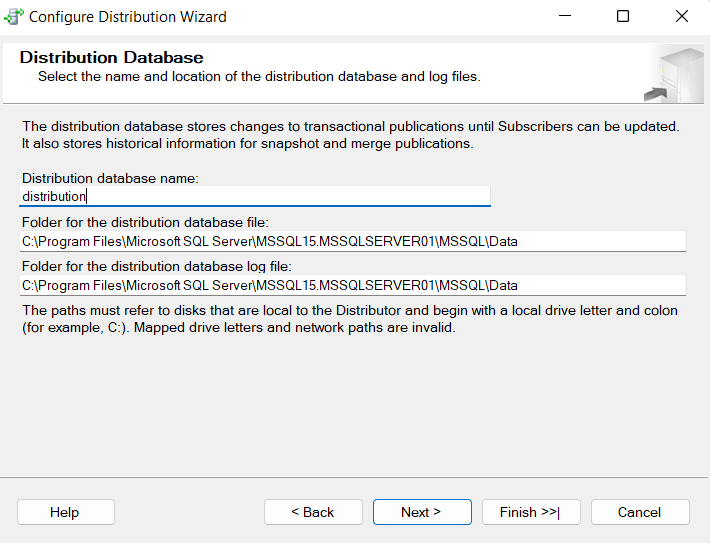 Configure Distribution Wizard
Distribution Database
Select the name and location of the distribution database and log files.
The distribution database stores changes to transactional publications until Subscribers can be updated.
It also stores historical information for snapshot and merge publications.
Distribution database name:
distribution
Folder for the distribution database file:
C:\Program Files\Microsoft SQL Server\MSSQL15.MSSQLSERVER01\MSSQL\Data
Folder for the distribution database log file:
C:\Program Files\Microsoft SQL Server\MSSQL15.MSSQLSERVER01\MSSQL\Data
The paths must refer to disks that are local to the Distributor and begin with a local drive letter and colon
(for example, C:). Mapped drive letters and network paths are invalid.
Help < Back Next > Finish >>| Cancel